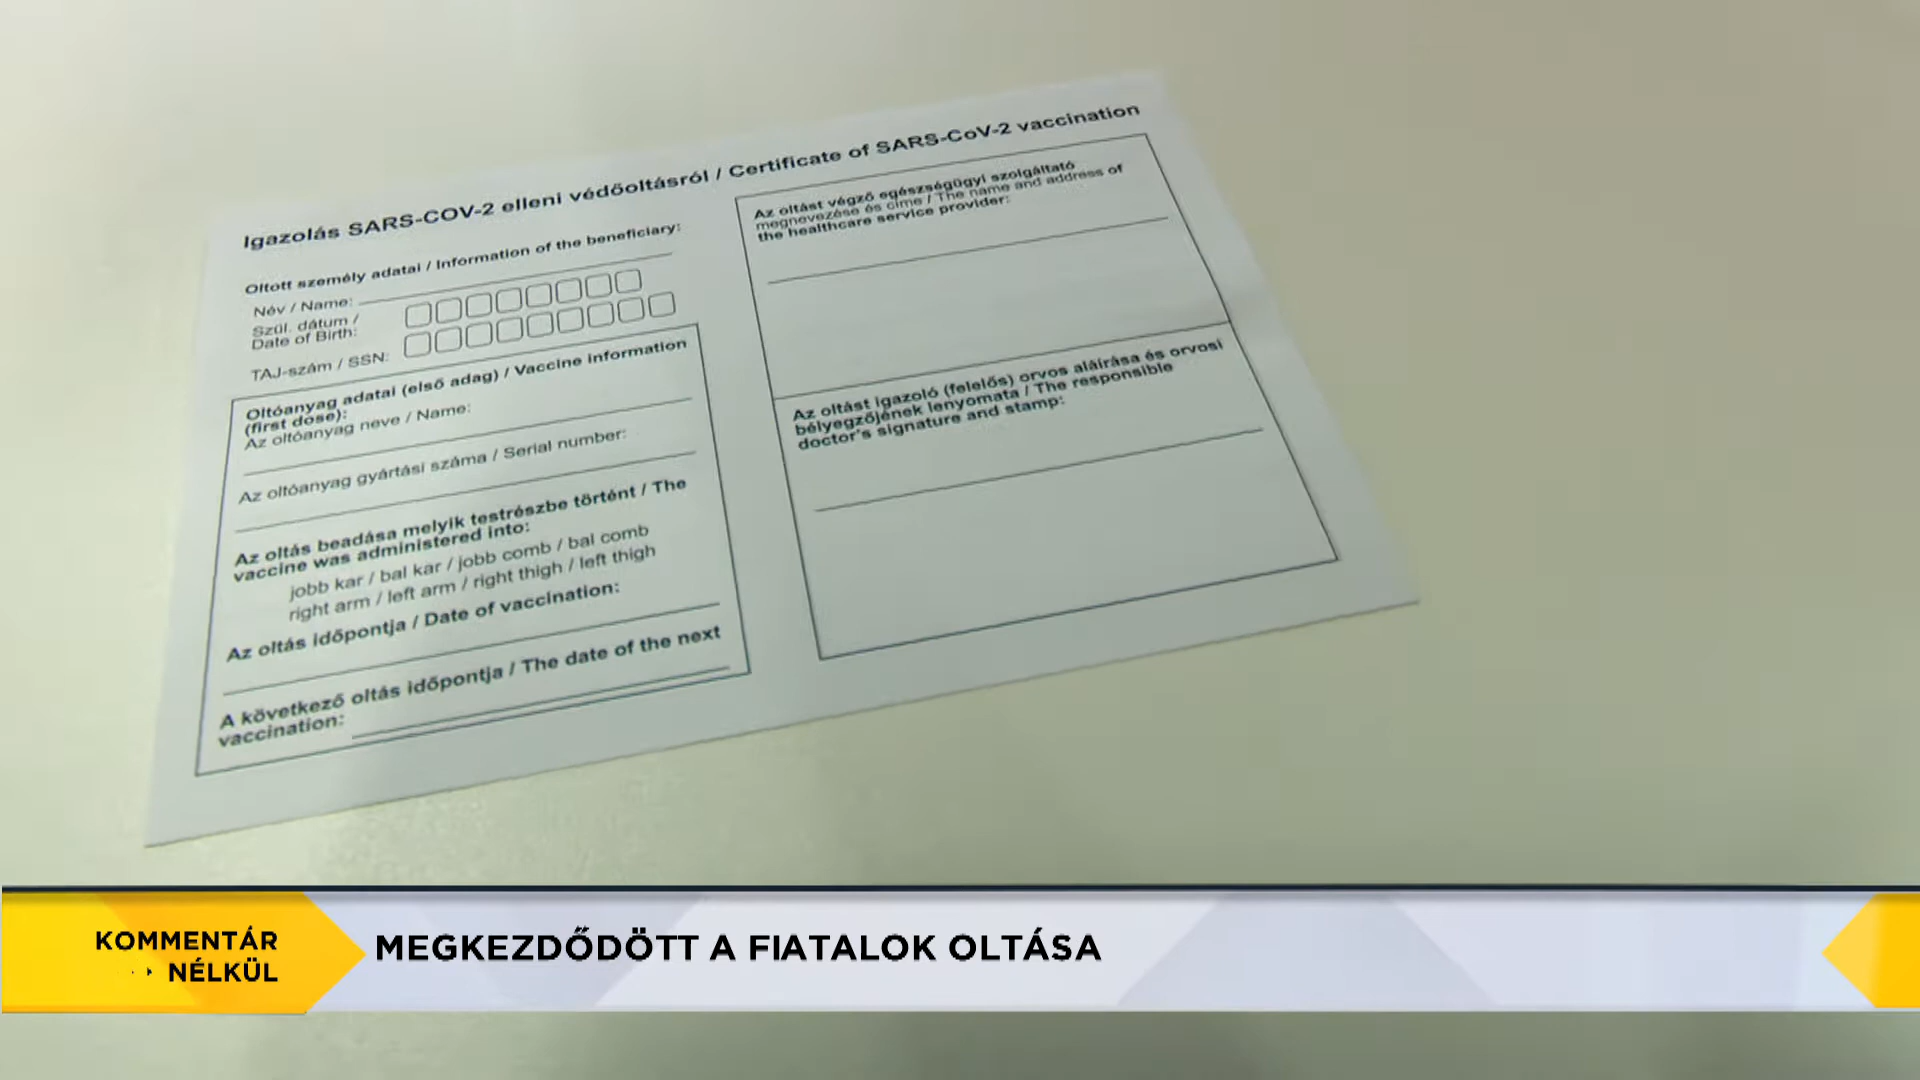 Igazolás SARS-COV-2 elleni védőoltásról / Certificate of SARS-CoV-2 vaccination
Oltott személy adatai / Information of the beneficiary:
Név / Name:
Szül. dátum /
Date of Birth:
TAJ-szám / SSN:
Oltóanyag adatai (első adag) / Vaccine information
(first dose):
Az oltóanyag neve / Name:
Az oltóanyag gyártási száma / Serial number:
Az oltás beadása melyik testrészbe történt / The
vaccine was administered into:
jobb kar / bal kar / jobb comb / bal comb
right arm / left arm / right thigh / left thigh
Az oltás időpontja / Date of vaccination:
A következő oltás időpontja / The date of the next
vaccination:
Az oltást végző egészségügyi szolgáltató
megnevezése és címe / The name and address of
the healthcare service provider:
Az oltást igazoló (felelős) orvos aláírása és orvosi
bélyegzőjének lenyomata / The responsible
doctor's signature and stamp:
KOMMENTÁR
NÉLKÜL
MEGKEZDŐDÖTT A FIATALOK OLTÁSA